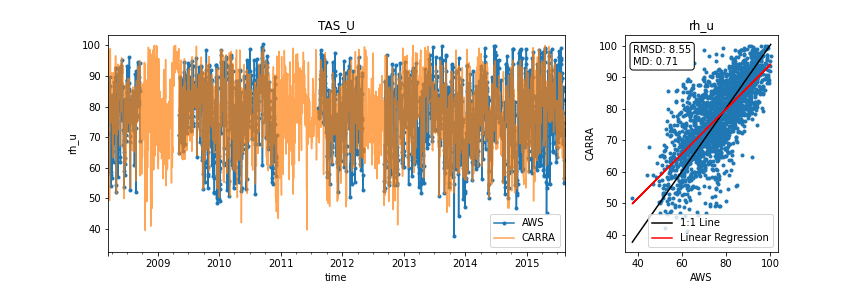 TAS_U
rh_u
100
90
80
70
60
50
40
2009
2010
2011
2012
2013
2014
2015
time
AWS
CARRA
rh_u
CARRA
100
90
80
70
60
50
40
RMSD: 8.55
MD: 0.71
1:1 Line
Linear Regression
40
60
80
100
AWS